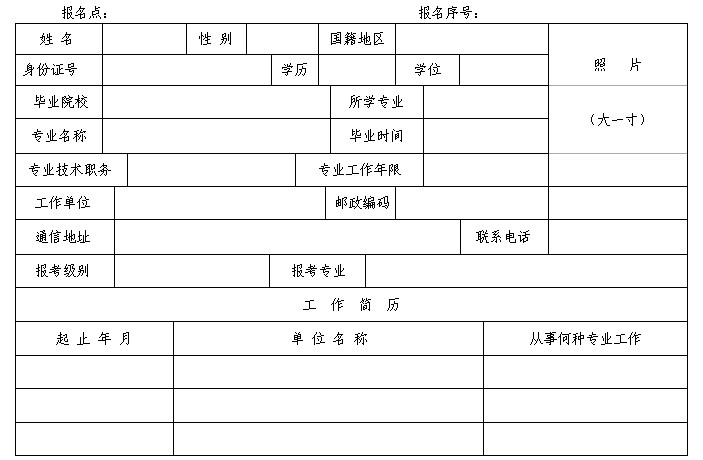 报名点： 报名序号：
姓 名 性 别 国籍地区
身份证号 学历 学位 照 片
毕业院校 所学专业
（大一寸）
专业名称 毕业时间
专业技术职务 专业工作年限
工作单位 邮政编码
通信地址 联系电话
报考级别 报考专业
工 作 简 历
起 止 年 月 单 位 名 称 从事何种专业工作